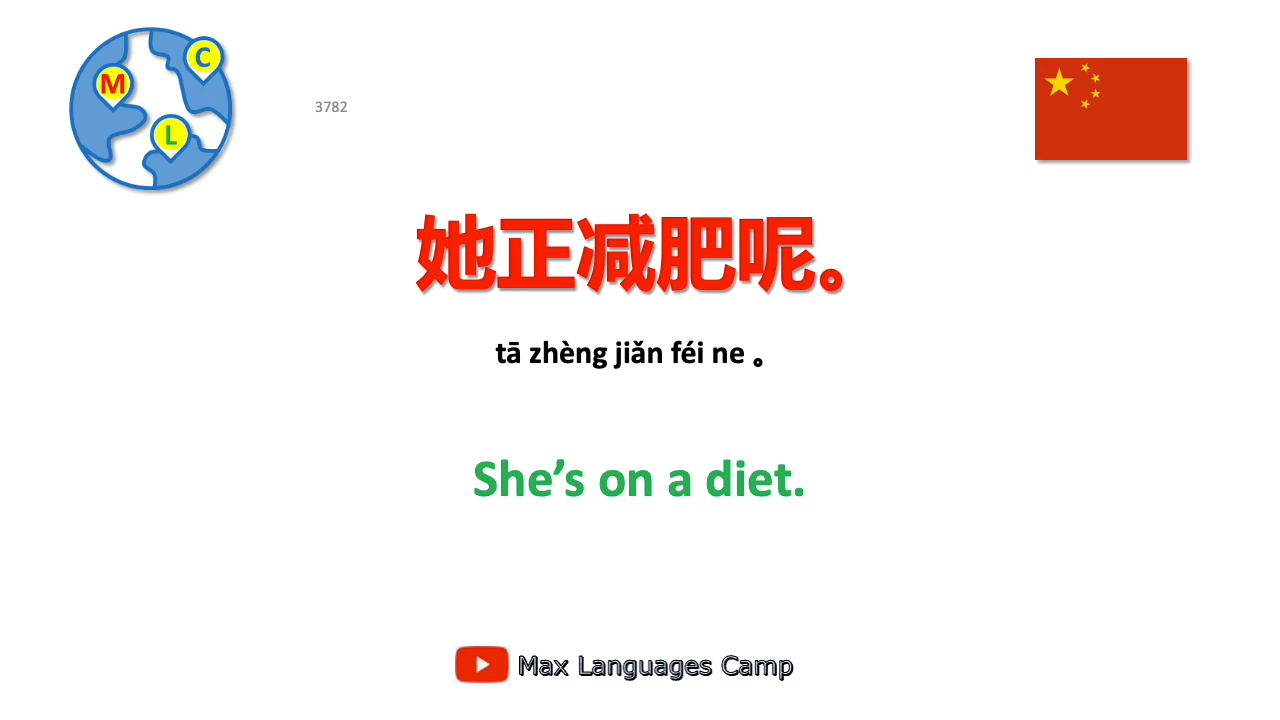 M
C
L
3782
她正减肥呢。
tā zhèng jiǎn féi ne 。
She’s on a diet.
Max Languages Camp